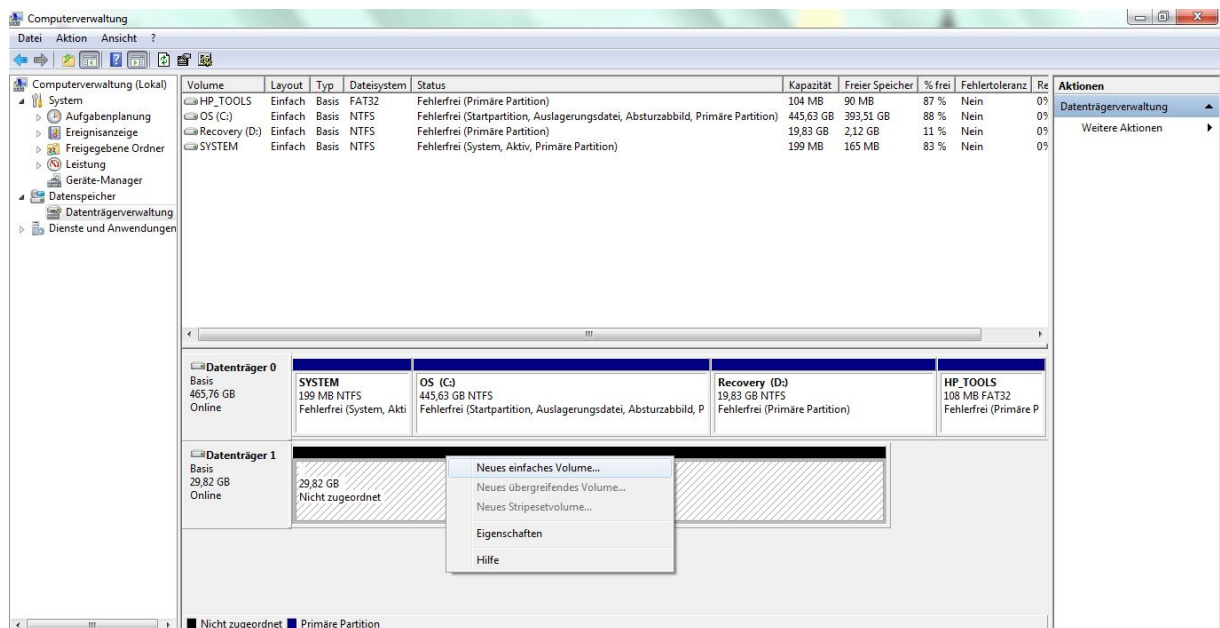 Computerverwaltung
Datei Aktion Ansicht ?
Computerverwaltung (Lokal)
System
Aufgabenplanung
Ereignisanzeige
Freigegebene Ordner
Leistung
Geräte-Manager
Datenspeicher
Datenträgerverwaltung
Dienste und Anwendungen
Volume Layout Typ Dateisystem Status Kapazität Freier Speicher % frei Fehlertoleranz Re
HP_TOOLS Einfach Basis FAT32 Fehlerfrei (Primäre Partition) 104 MB 90 MB 87 % Nein 0%
OS (C:) Einfach Basis NTFS Fehlerfrei (Startpartition, Auslagerungsdatei, Absturzabbild, Primäre Partition) 445,63 GB 393,51 GB 88 % Nein 0%
Recovery (D:) Einfach Basis NTFS Fehlerfrei (Primäre Partition) 19,83 GB 2,12 GB 11 % Nein 0%
SYSTEM Einfach Basis NTFS Fehlerfrei (System, Aktiv, Primäre Partition) 199 MB 165 MB 83 % Nein 0%
Aktionen
Datenträgerverwaltung
Weitere Aktionen
Datenträger 0
Basis
465,76 GB
Online
SYSTEM
199 MB NTFS
Fehlerfrei (System, Akti
OS (C:)
445,63 GB NTFS
Fehlerfrei (Startpartition, Auslagerungsdatei, Absturzabbild, P
Recovery (D:)
19,83 GB NTFS
Fehlerfrei (Primäre Partition)
HP_TOOLS
108 MB FAT32
Fehlerfrei (Primäre P
Datenträger 1
Basis
29,82 GB
Online
29,82 GB
Nicht zugeordnet
Neues einfaches Volume...
Neues übergreifendes Volume...
Neues Stripesetvolume...
Eigenschaften
Hilfe
Nicht zugeordnet Primäre Partition